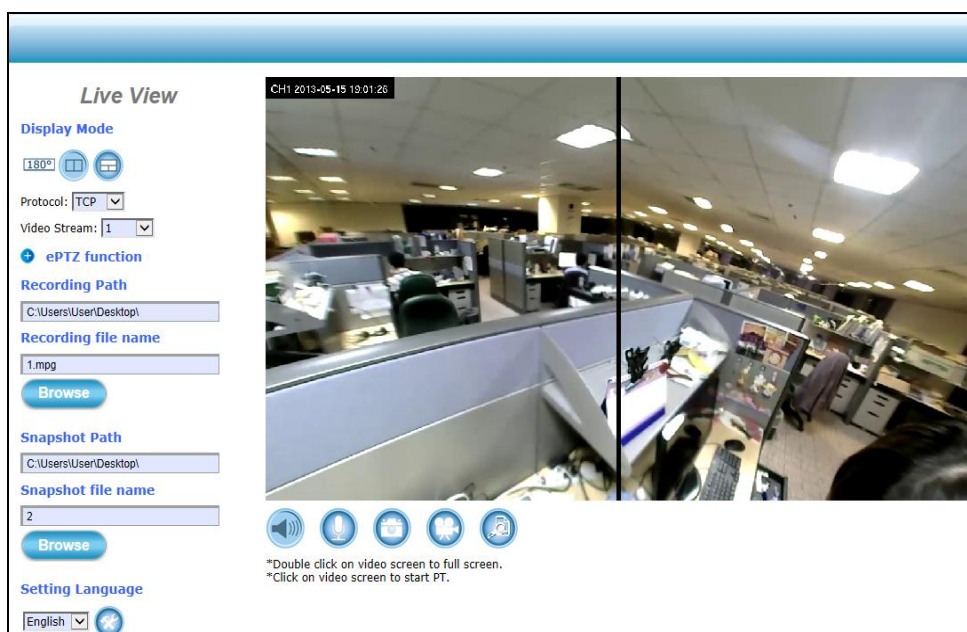 Live View
Display Mode
180°
Protocol: TCP
Video Stream: 1
ePTZ function
Recording Path
C:\Users\User\Desktop\
Recording file name
1.mpg
Browse
Snapshot Path
C:\Users\User\Desktop\
Snapshot file name
2
Browse
Setting Language
English
CH1 2013-05-15 19:01:26
*Double click on video screen to full screen.
*Click on video screen to start PT.